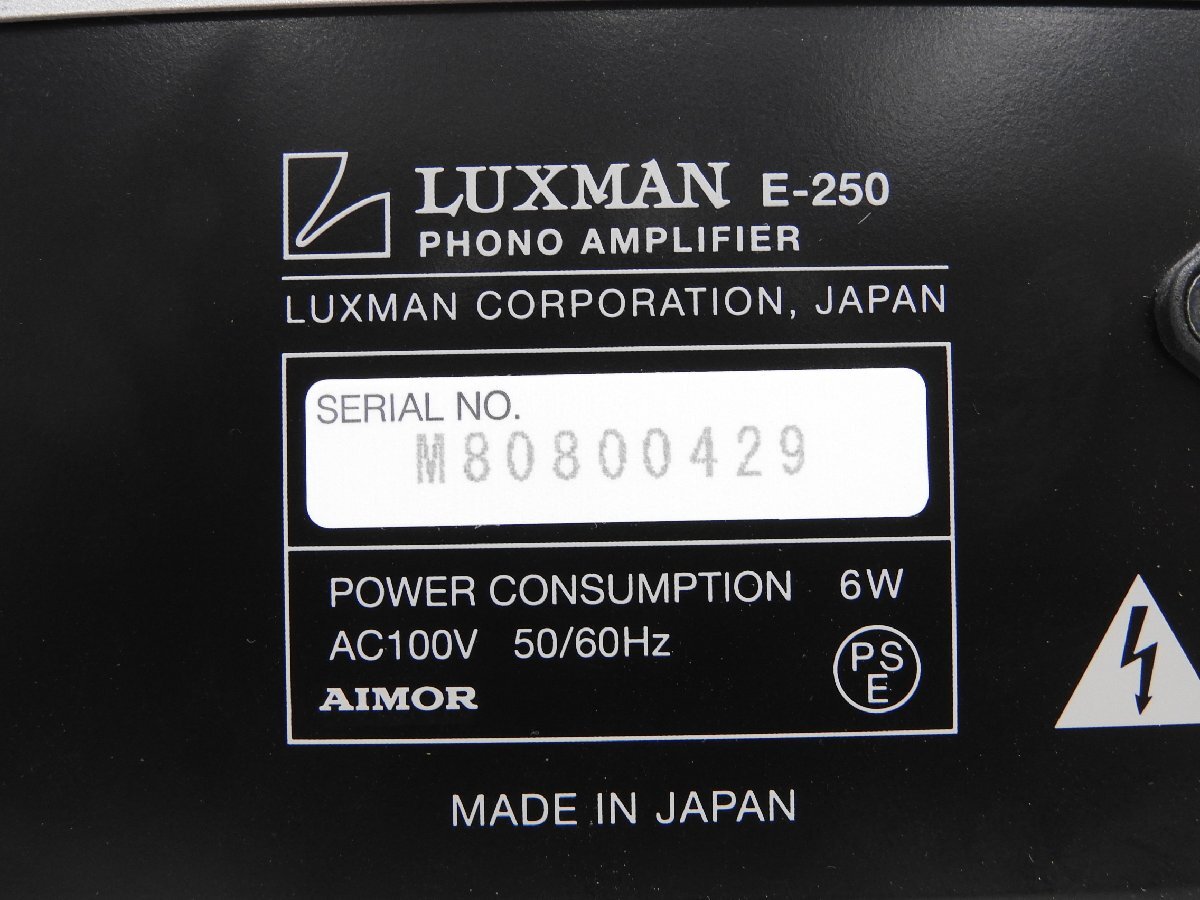 LUXMAN E-250
PHONO AMPLIFIER
LUXMAN CORPORATION, JAPAN
SERIAL NO.
M80800429
POWER CONSUMPTION 6W
AC100V 50/60Hz
AIMOR
PS
E
MADE IN JAPAN